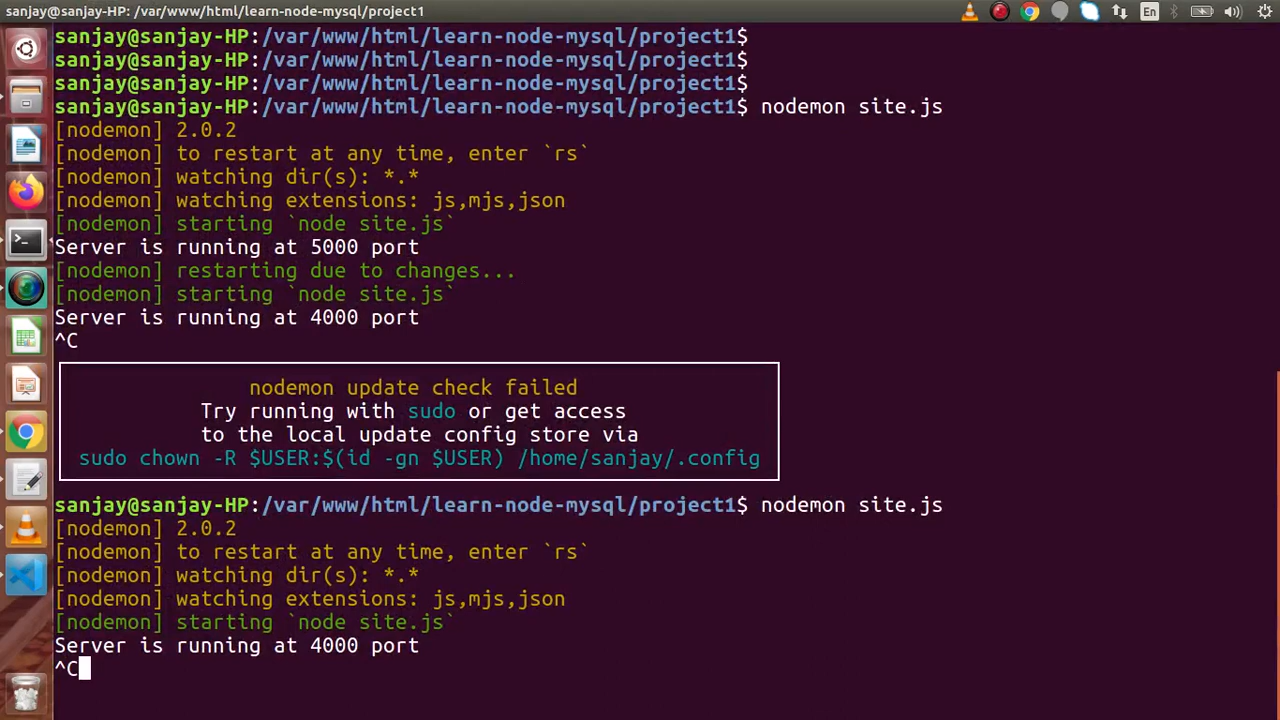 sanjay@sanjay-HP: /var/www/html/learn-node-mysql/project1
En
sanjay@sanjay-HP:/var/www/html/learn-node-mysql/project1$
sanjay@sanjay-HP:/var/www/html/learn-node-mysql/project1$
sanjay@sanjay-HP:/var/www/html/learn-node-mysql/project1$
sanjay@sanjay-HP:/var/www/html/learn-node-mysql/project1$ nodemon site.js
[nodemon] 2.0.2
[nodemon] to restart at any time, enter `rs`
[nodemon] watching dir(s): *.*
[nodemon] watching extensions: js,mjs,json
[nodemon] starting `node site.js`
Server is running at 5000 port
[nodemon] restarting due to changes...
[nodemon] starting `node site.js`
Server is running at 4000 port
^C
nodemon update check failed
Try running with sudo or get access
to the local update config store via
sudo chown -R $USER:$(id -gn $USER) /home/sanjay/.config
sanjay@sanjay-HP:/var/www/html/learn-node-mysql/project1$ nodemon site.js
[nodemon] 2.0.2
[nodemon] to restart at any time, enter `rs`
[nodemon] watching dir(s): *.*
[nodemon] watching extensions: js,mjs,json
[nodemon] starting `node site.js`
Server is running at 4000 port
^C